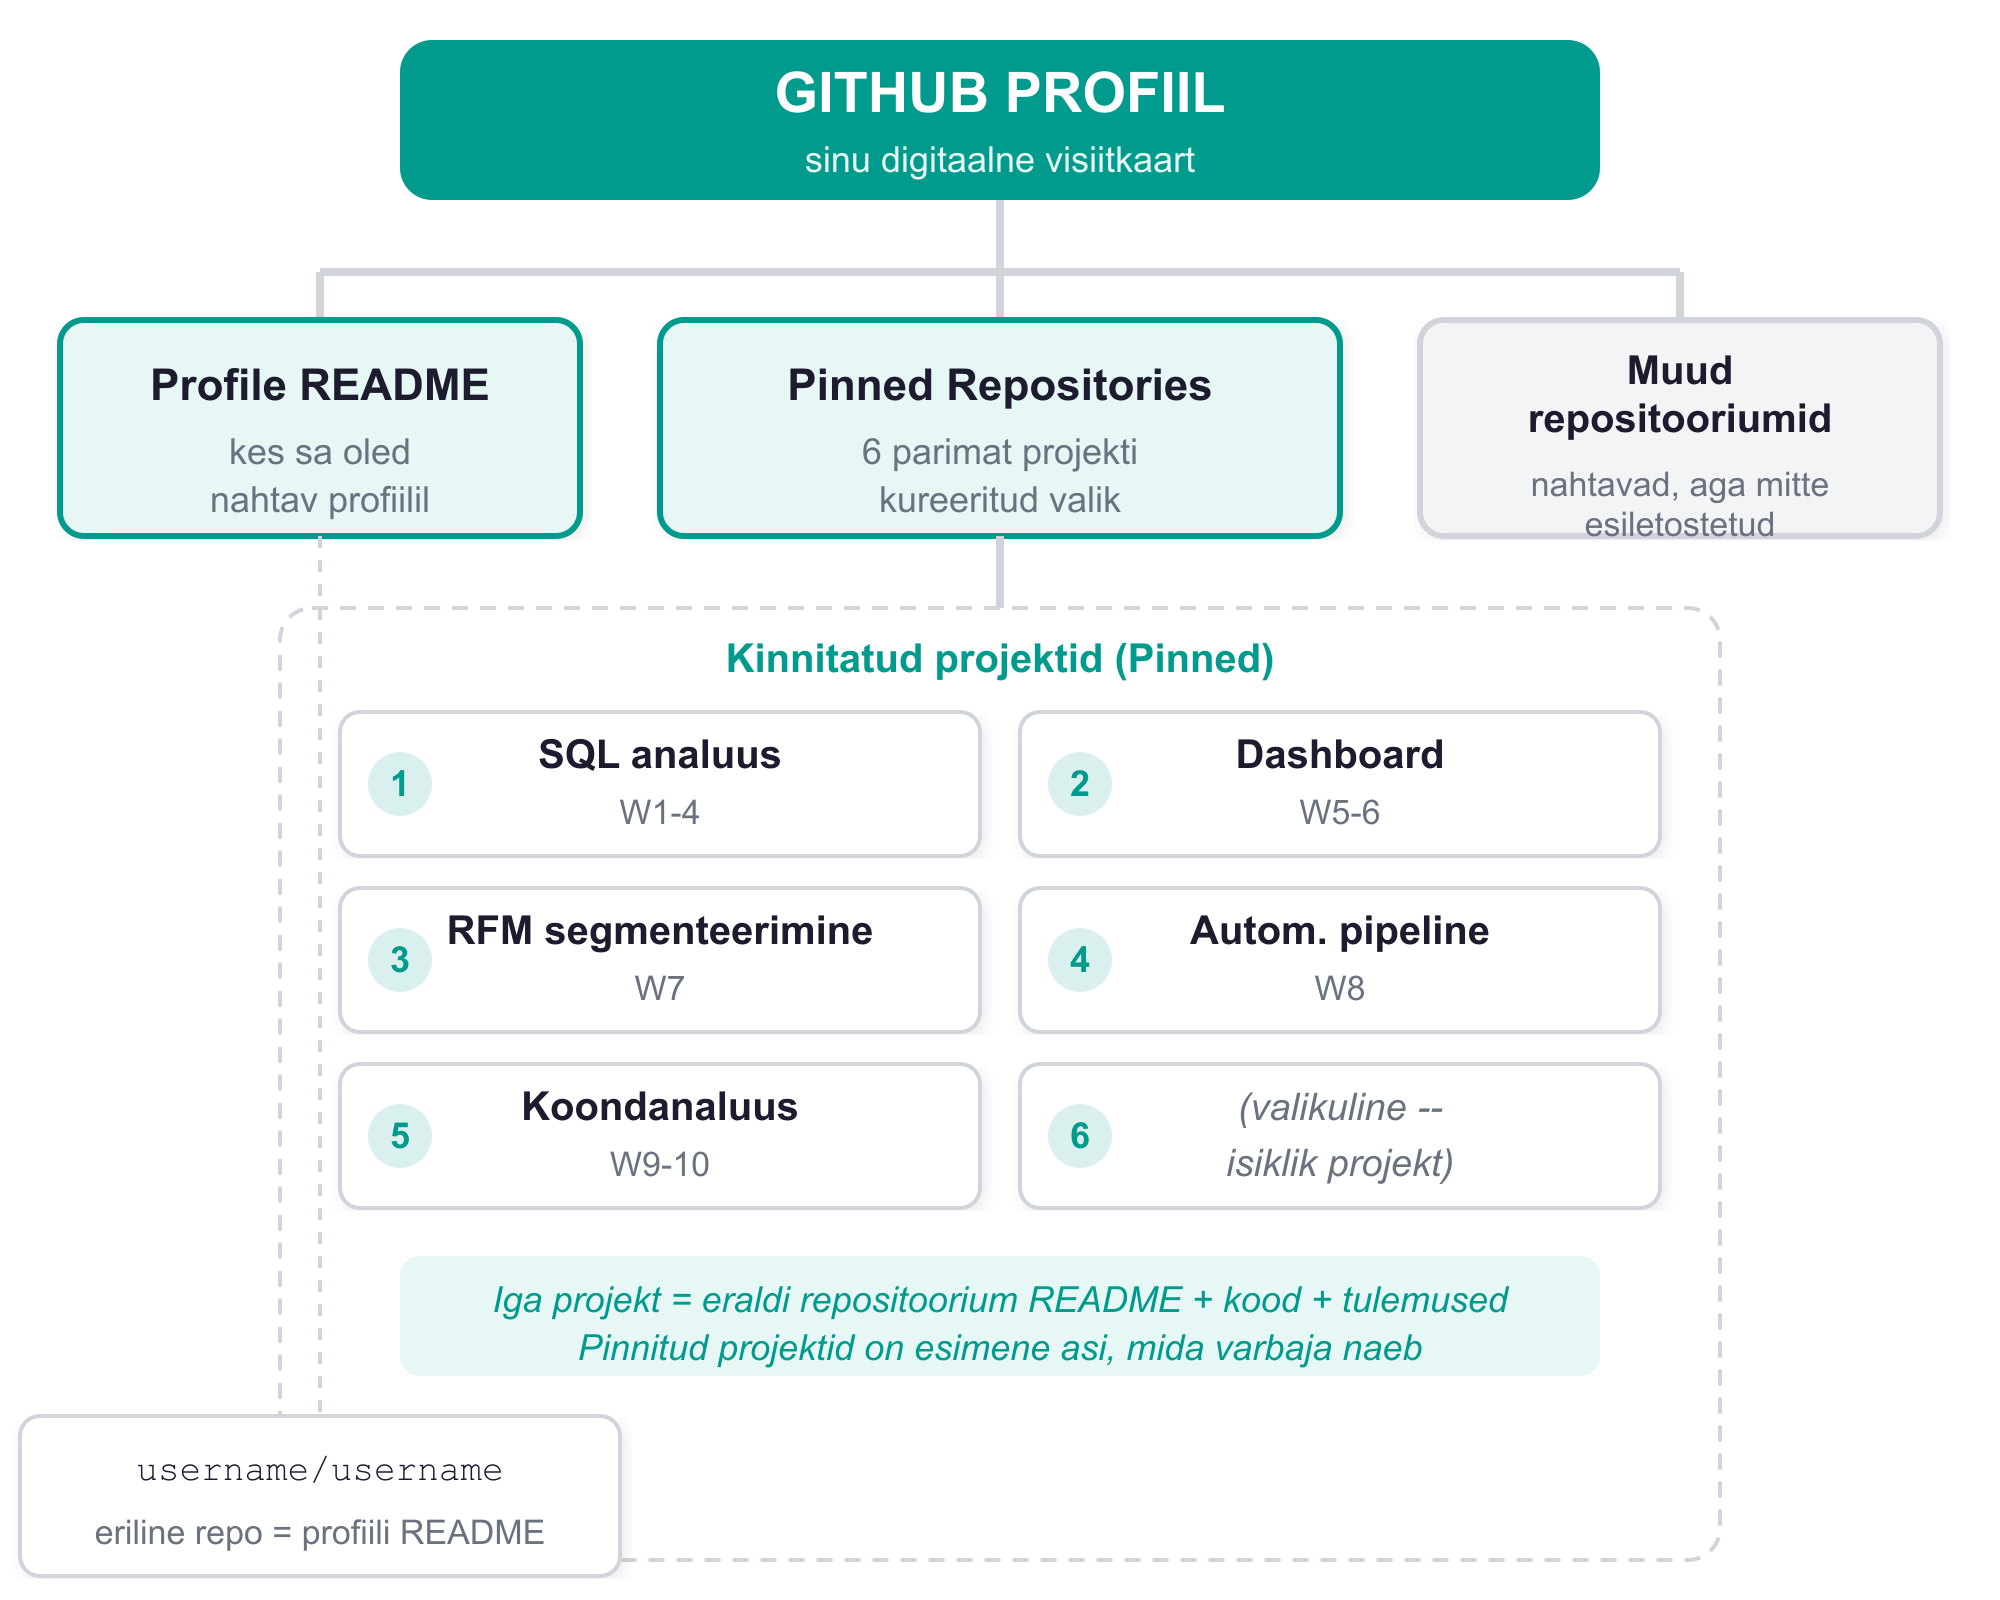 GITHUB PROFIIL
sinu digitaalne visiitkaart
Profile README
kes sa oled
nahtav profiilil
Pinned Repositories
6 parimat projekti
kureeritud valik
Muud
repositooriumid
nahtavad, aga mitte
esiletostetud
Kinnitatud projektid (Pinned)
1
SQL analuus
W1-4
2
Dashboard
W5-6
3
RFM segmenteerimine
W7
4
Autom. pipeline
W8
5
Koondanaluus
W9-10
6
(valikuline --
isiklik projekt)
Iga projekt = eraldi repositoorium README + kood + tulemused
Pinnitud projektid on esimene asi, mida varbaja naeb
username/username
eriline repo = profiili README